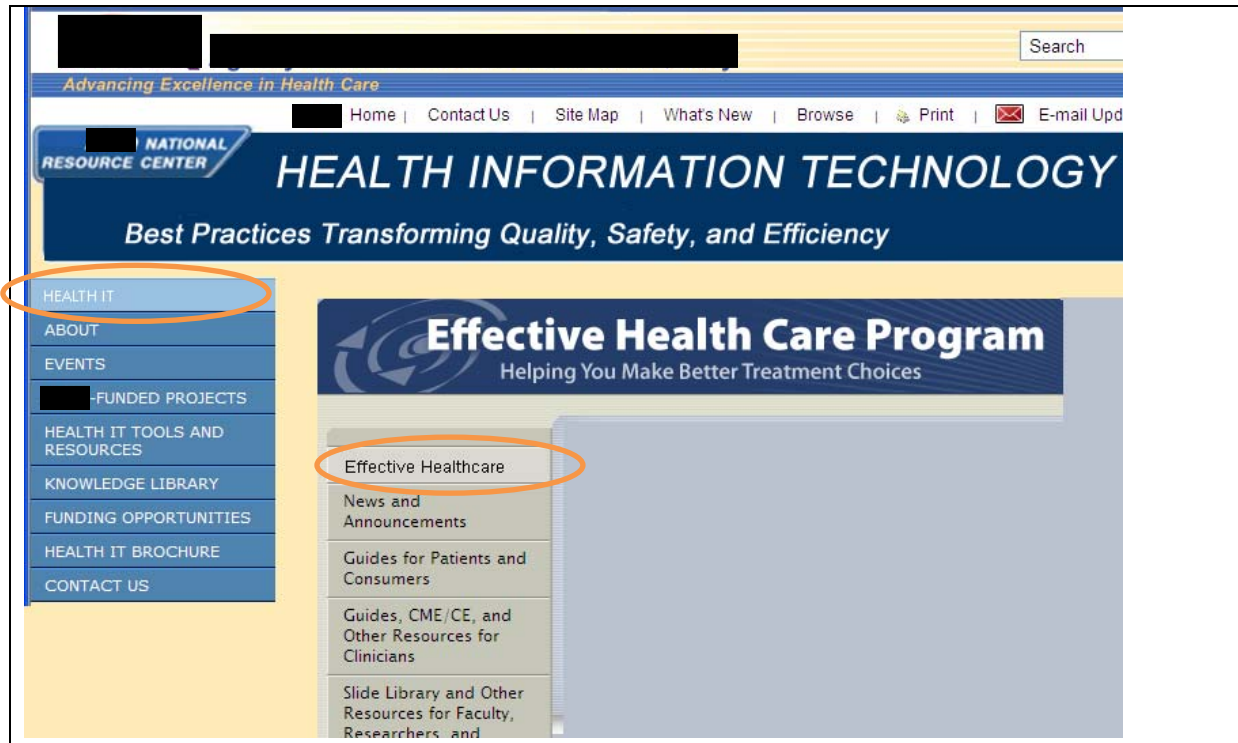 Search
Advancing Excellence in Health Care
Home | Contact Us | Site Map | What's New | Browse | Print | E-mail Upd
NATIONAL
RESOURCE CENTER
HEALTH INFORMATION TECHNOLOGY
Best Practices Transforming Quality, Safety, and Efficiency
HEALTH IT
ABOUT
EVENTS
-FUNDED PROJECTS
HEALTH IT TOOLS AND
RESOURCES
KNOWLEDGE LIBRARY
FUNDING OPPORTUNITIES
HEALTH IT BROCHURE
CONTACT US
Effective Health Care Program
Helping You Make Better Treatment Choices
Effective Healthcare
News and
Announcements
Guides for Patients and
Consumers
Guides, CME/CE, and
Other Resources for
Clinicians
Slide Library and Other
Resources for Faculty,
Researchers, and